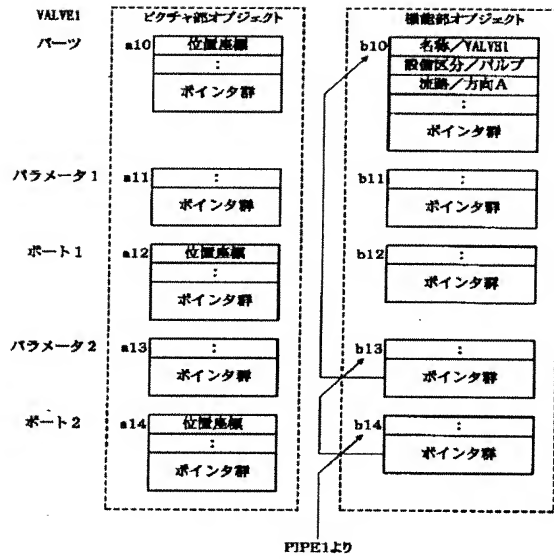 VALVE1
ピクチャ部オブジェクト
機能部オブジェクト
パーツ
a10
位置座標
:
ポインタ群
b10
名称/VALVE1
設備区分/バルブ
流路/方向A
:
ポインタ群
パラメータ1
a11
:
ポインタ群
b11
:
ポインタ群
ポート1
a12
位置座標
:
ポインタ群
b12
:
ポインタ群
パラメータ2
a13
:
ポインタ群
b13
:
ポインタ群
ポート2
a14
位置座標
:
ポインタ群
b14
:
ポインタ群
PIPE1より